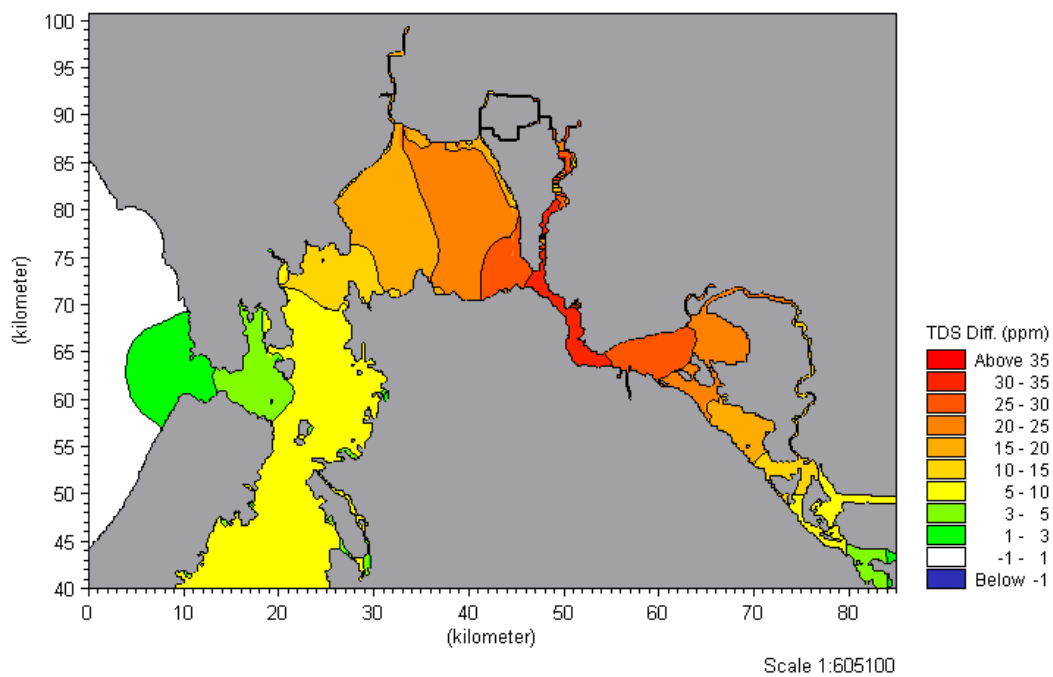 100
95
90
85
80
75
70
65
60
55
50
45
40
(kilometer)
0 10 20 30 40 50 60 70 80
(kilometer)
TDS Diff. (ppm)
Above 35
30 - 35
25 - 30
20 - 25
15 - 20
10 - 15
5 - 10
3 - 5
1 - 3
-1 - 1
Below -1
Scale 1:605100